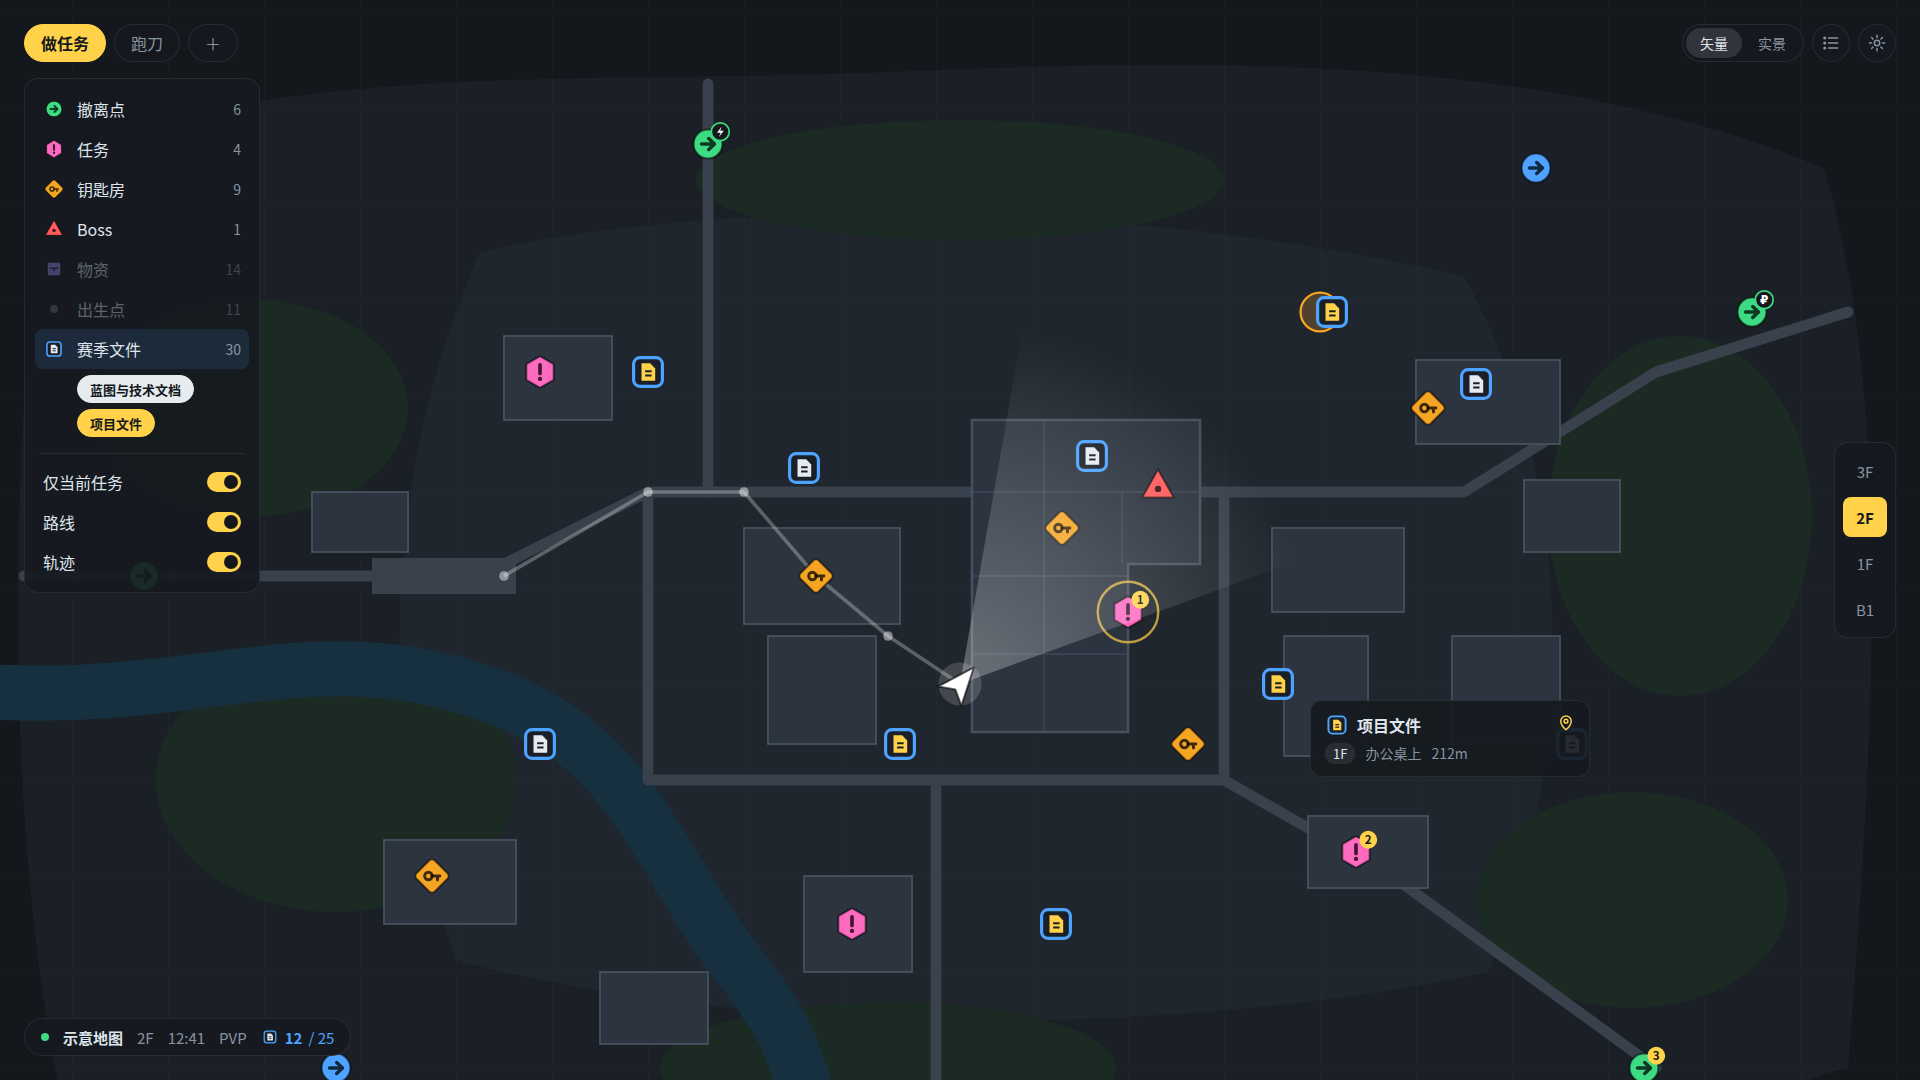 做任务 跑刀 +
矢量 实景
撤离点 6
任务 4
钥匙房 9
Boss 1
物资 14
出生点 11
赛季文件 30
蓝图与技术文档
项目文件
仅当前任务
路线
轨迹
₽
1
3F
2F
1F
B1
项目文件
1F 办公桌上 212m
2
示意地图 2F 12:41 PVP 12 / 25
3